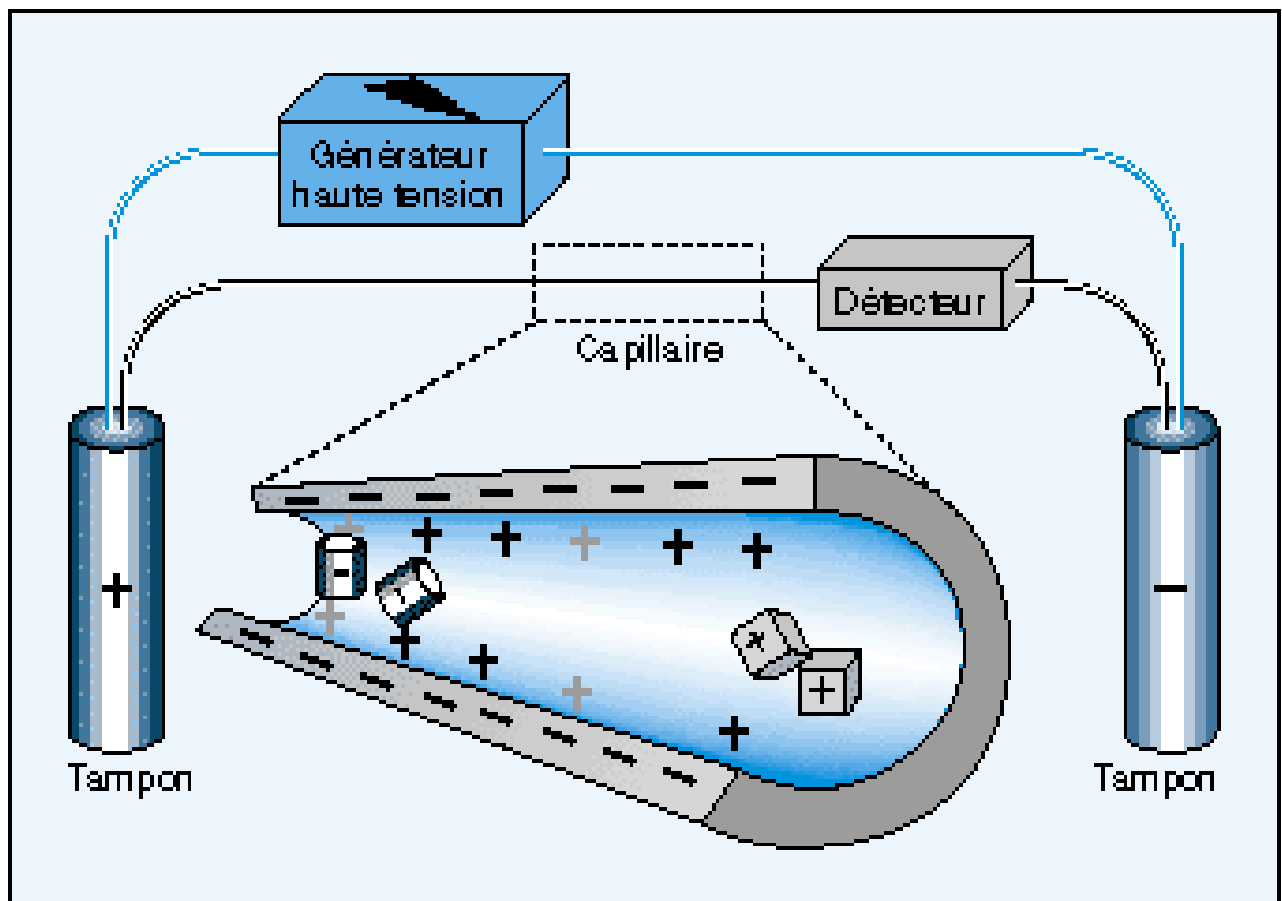 Générateur
haute tension
Détecteur
Capillaire
+
−
Tampon
Tampon